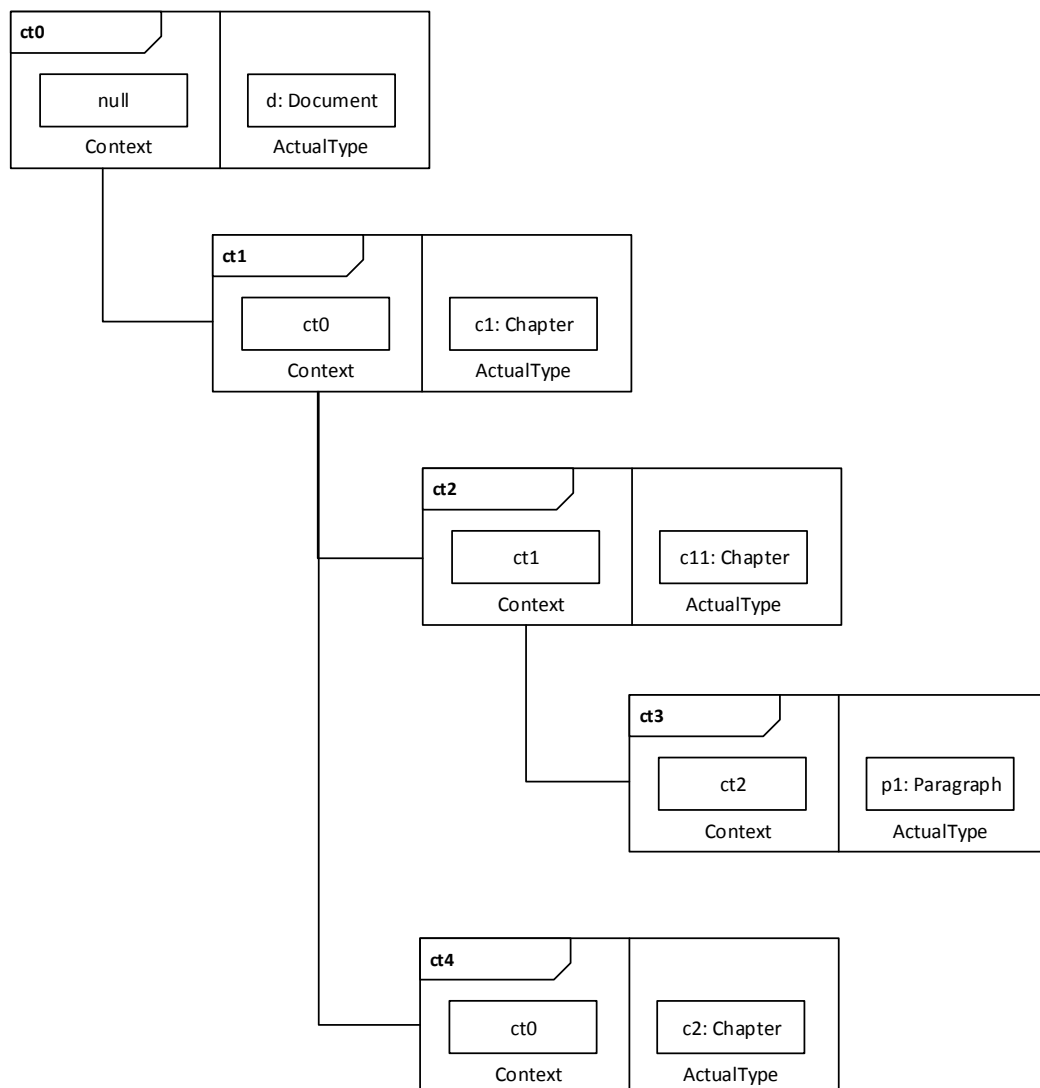 ct0
null
d: Document
Context
ActualType
ct1
ct0
c1: Chapter
Context
ActualType
ct2
ct1
c11: Chapter
Context
ActualType
ct3
ct2
p1: Paragraph
Context
ActualType
ct4
ct0
c2: Chapter
Context
ActualType